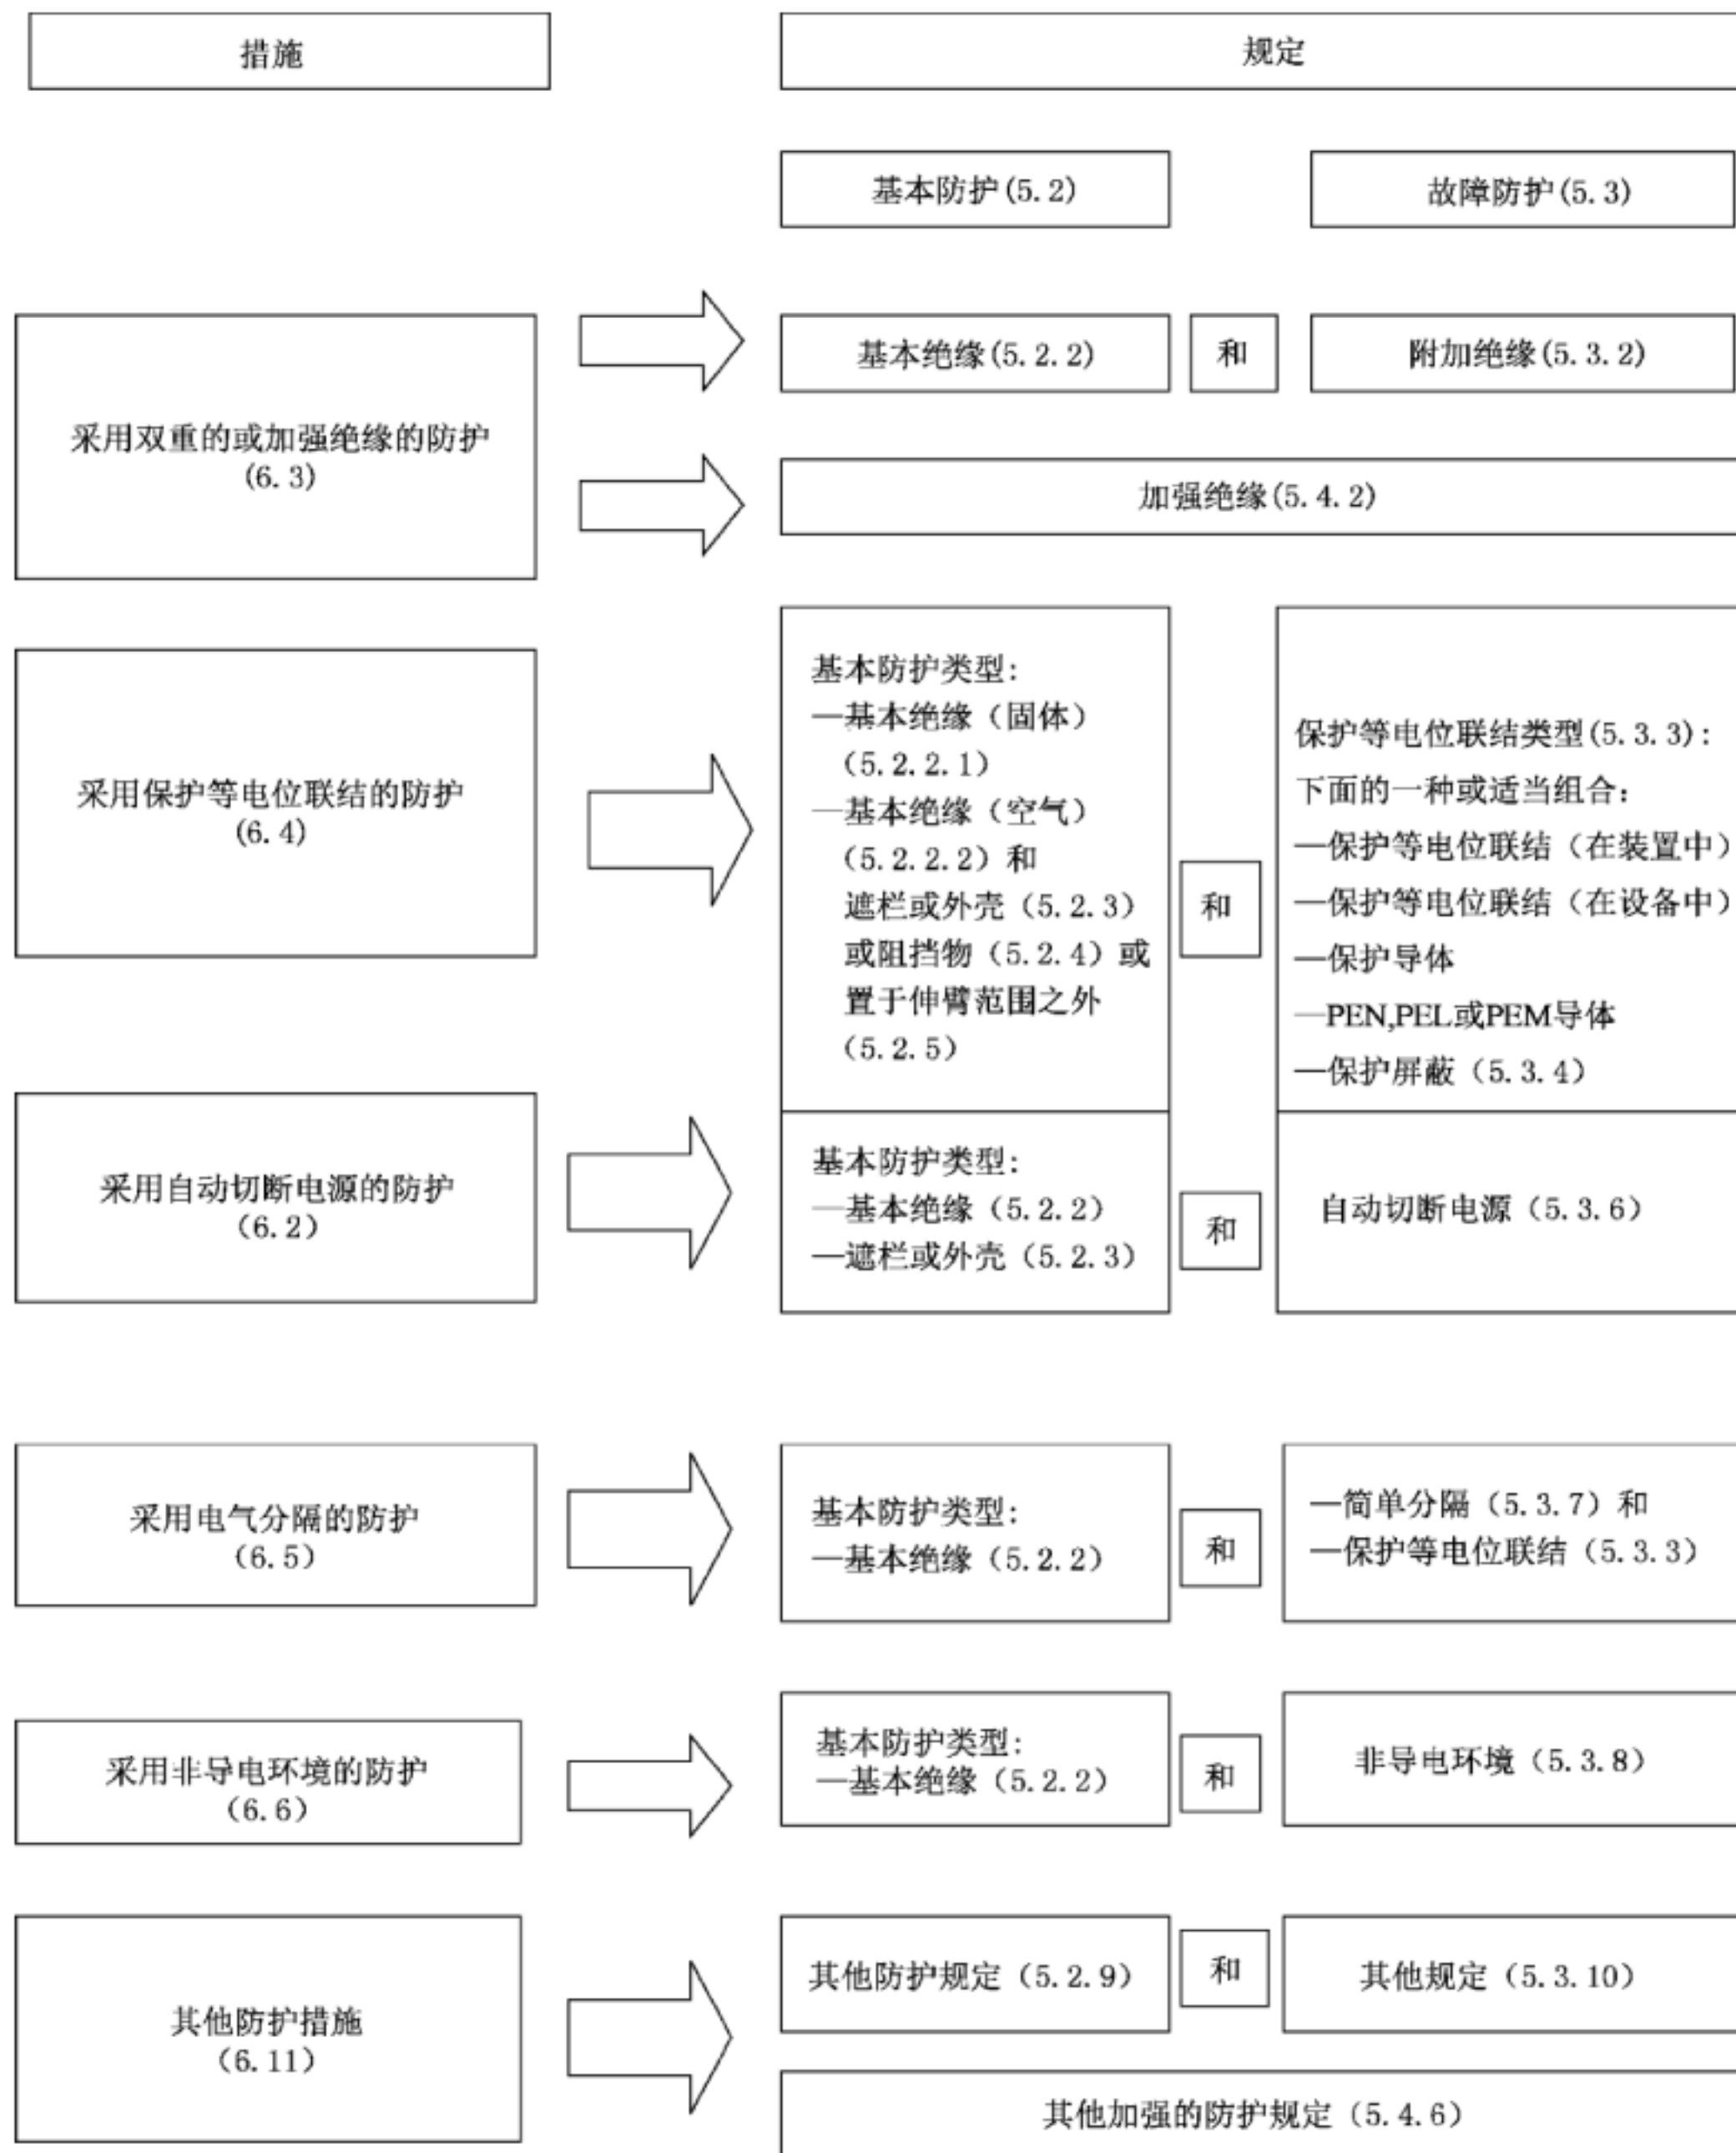 措施
规定
基本防护(5.2)
故障防护(5.3)
采用双重的或加强绝缘的防护
(6.3)
基本绝缘(5.2.2)
和
附加绝缘(5.3.2)
加强绝缘(5.4.2)
采用保护等电位联结的防护
(6.4)
基本防护类型:
—基本绝缘（固体）
（5.2.2.1）
—基本绝缘（空气）
（5.2.2.2）和
遮栏或外壳（5.2.3）
或阻挡物（5.2.4）或
置于伸臂范围之外
（5.2.5）
和
保护等电位联结类型(5.3.3):
下面的一种或适当组合:
—保护等电位联结（在装置中）
—保护等电位联结（在设备中）
—保护导体
—PEN,PEL或PEM导体
—保护屏蔽（5.3.4）
采用自动切断电源的防护
（6.2）
基本防护类型:
—基本绝缘（5.2.2）
—遮栏或外壳（5.2.3）
和
自动切断电源（5.3.6）
采用电气分隔的防护
（6.5）
基本防护类型:
—基本绝缘（5.2.2）
和
—简单分隔（5.3.7）和
—保护等电位联结（5.3.3）
采用非导电环境的防护
（6.6）
基本防护类型:
—基本绝缘（5.2.2）
和
非导电环境（5.3.8）
其他防护措施
（6.11）
其他防护规定（5.2.9）
和
其他规定（5.3.10）
其他加强的防护规定（5.4.6）